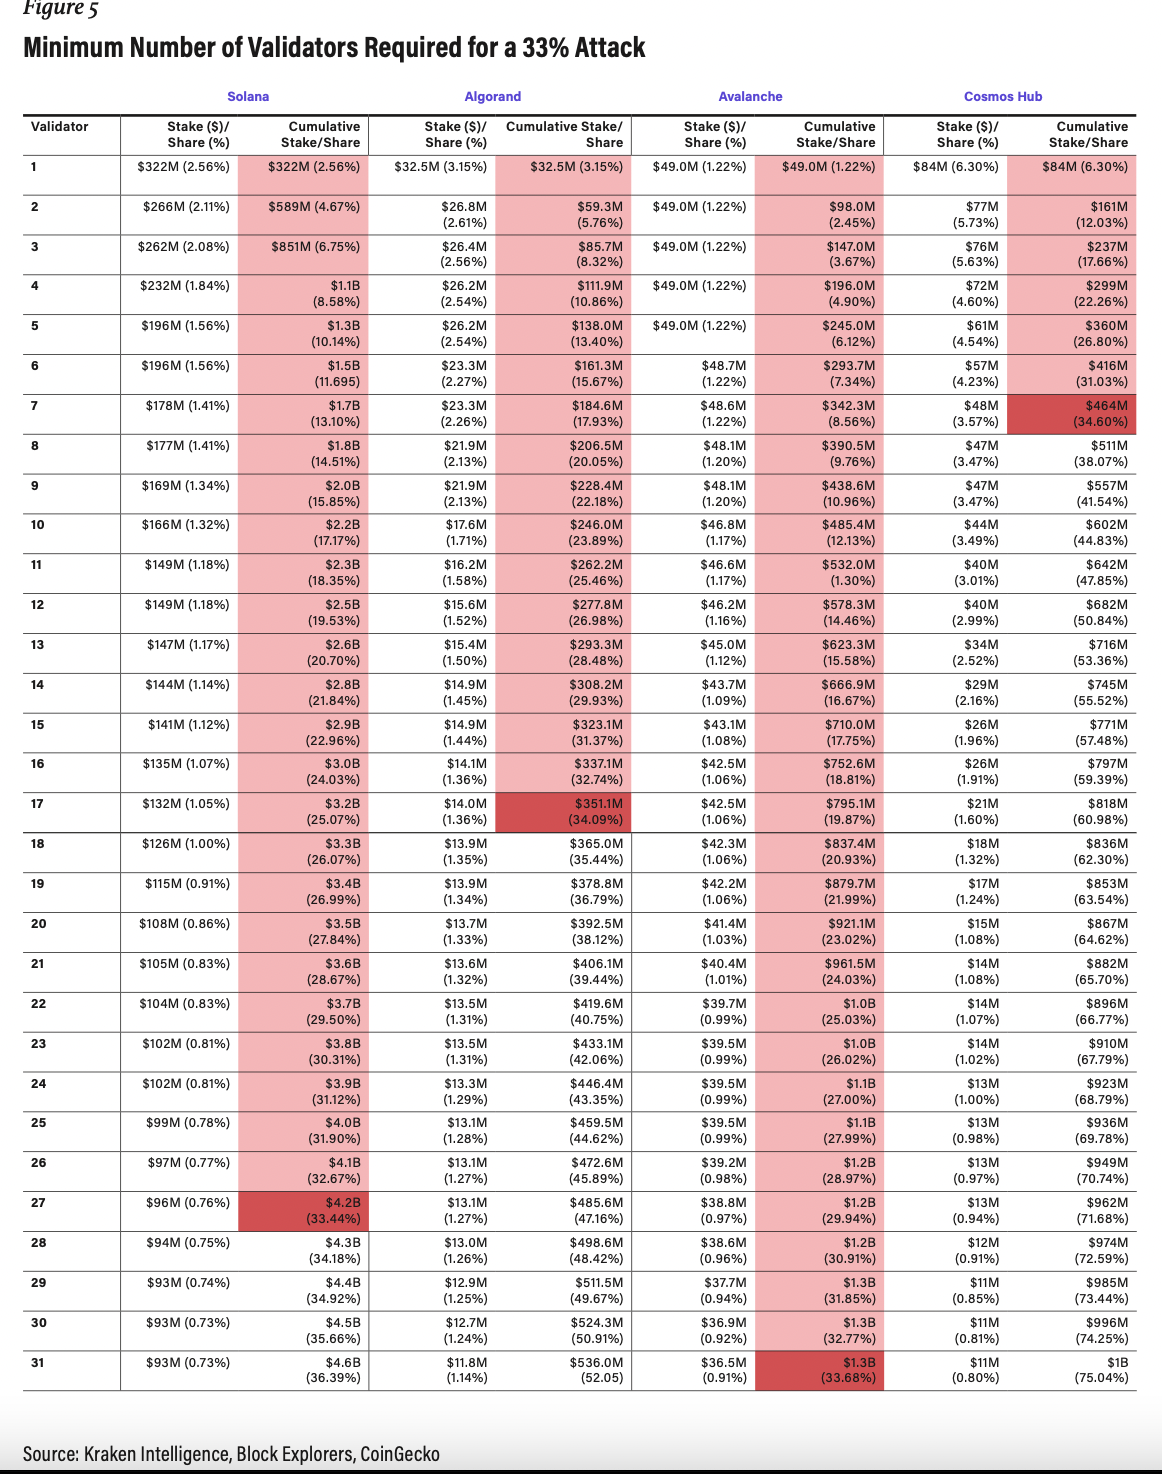 Figure 5
Minimum Number of Validators Required for a 33% Attack
Solana Algorand Avalanche Cosmos Hub
Validator Stake ($)/ Cumulative Stake ($)/ Cumulative Stake/ Stake ($)/ Cumulative Stake ($)/ Cumulative
Share (%) Stake/Share Share (%) Share Share (%) Stake/Share Share (%) Stake/Share
1 $322M (2.56%) $322M (2.56%) $32.5M (3.15%) $32.5M (3.15%) $49.0M (1.22%) $49.0M (1.22%) $84M (6.30%) $84M (6.30%)
2 $266M (2.11%) $589M (4.67%) $26.8M $59.3M $49.0M (1.22%) $98.0M $77M $161M
(2.61%) (5.76%) (2.45%) (5.73%) (12.03%)
3 $262M (2.08%) $851M (6.75%) $26.4M $85.7M $49.0M (1.22%) $147.0M $76M $237M
(2.56%) (8.32%) (3.67%) (5.63%) (17.66%)
4 $232M (1.84%) $1.1B $26.2M $111.9M $49.0M (1.22%) $196.0M $72M $299M
(8.58%) (2.54%) (10.86%) (4.90%) (4.60%) (22.26%)
5 $196M (1.56%) $1.3B $26.2M $138.0M $49.0M (1.22%) $245.0M $61M $360M
(10.14%) (2.54%) (13.40%) (6.12%) (4.54%) (26.80%)
6 $196M (1.56%) $1.5B $23.3M $161.3M $48.7M $293.7M $57M $416M
(11.695) (2.27%) (15.67%) (1.22%) (7.34%) (4.23%) (31.03%)
7 $178M (1.41%) $1.7B $23.3M $184.6M $48.6M $342.3M $48M $464M
(13.10%) (2.26%) (17.93%) (1.22%) (8.56%) (3.57%) (34.60%)
8 $177M (1.41%) $1.8B $21.9M $206.5M $48.1M $390.5M $47M $511M
(14.51%) (2.13%) (20.05%) (1.20%) (9.76%) (3.47%) (38.07%)
9 $169M (1.34%) $2.0B $21.9M $228.4M $48.1M $438.6M $47M $557M
(15.85%) (2.13%) (22.18%) (1.20%) (10.96%) (3.47%) (41.54%)
10 $166M (1.32%) $2.2B $17.6M $246.0M $46.8M $485.4M $44M $602M
(17.17%) (1.71%) (23.89%) (1.17%) (12.13%) (3.49%) (44.83%)
11 $149M (1.18%) $2.3B $16.2M $262.2M $46.6M $532.0M $40M $642M
(18.35%) (1.58%) (25.46%) (1.17%) (1.30%) (3.01%) (47.85%)
12 $149M (1.18%) $2.5B $15.6M $277.8M $46.2M $578.3M $40M $682M
(19.53%) (1.52%) (26.98%) (1.16%) (14.46%) (2.99%) (50.84%)
13 $147M (1.17%) $2.6B $15.4M $293.3M $45.0M $623.3M $34M $716M
(20.70%) (1.50%) (28.48%) (1.12%) (15.58%) (2.52%) (53.36%)
14 $144M (1.14%) $2.8B $14.9M $308.2M $43.7M $666.9M $29M $745M
(21.84%) (1.45%) (29.93%) (1.09%) (16.67%) (2.16%) (55.52%)
15 $141M (1.12%) $2.9B $14.9M $323.1M $43.1M $710.0M $26M $771M
(22.96%) (1.44%) (31.37%) (1.08%) (17.75%) (1.96%) (57.48%)
16 $135M (1.07%) $3.0B $14.1M $337.1M $42.5M $752.6M $26M $797M
(24.03%) (1.36%) (32.74%) (1.06%) (18.81%) (1.91%) (59.39%)
17 $132M (1.05%) $3.2B $14.0M $351.1M $42.5M $795.1M $21M $818M
(25.07%) (1.36%) (34.09%) (1.06%) (19.87%) (1.60%) (60.98%)
18 $126M (1.00%) $3.3B $13.9M $365.0M $42.3M $837.4M $18M $836M
(26.07%) (1.35%) (35.44%) (1.06%) (20.93%) (1.32%) (62.30%)
19 $115M (0.91%) $3.4B $13.9M $378.8M $42.2M $879.7M $17M $853M
(26.99%) (1.34%) (36.79%) (1.06%) (21.99%) (1.24%) (63.54%)
20 $108M (0.86%) $3.5B $13.7M $392.5M $41.4M $921.1M $15M $867M
(27.84%) (1.33%) (38.12%) (1.03%) (23.02%) (1.08%) (64.62%)
21 $105M (0.83%) $3.6B $13.6M $406.1M $40.4M $961.5M $14M $882M
(28.67%) (1.32%) (39.44%) (1.01%) (24.03%) (1.08%) (65.70%)
22 $104M (0.83%) $3.7B $13.5M $419.6M $39.7M $1.0B $14M $896M
(29.50%) (1.31%) (40.75%) (0.99%) (25.03%) (1.07%) (66.77%)
23 $102M (0.81%) $3.8B $13.5M $433.1M $39.5M $1.0B $14M $910M
(30.31%) (1.31%) (42.06%) (0.99%) (26.02%) (1.02%) (67.79%)
24 $102M (0.81%) $3.9B $13.3M $446.4M $39.5M $1.1B $13M $923M
(31.12%) (1.29%) (43.35%) (0.99%) (27.00%) (1.00%) (68.79%)
25 $99M (0.78%) $4.0B $13.1M $459.5M $39.5M $1.1B $13M $936M
(31.90%) (1.28%) (44.62%) (0.99%) (27.99%) (0.98%) (69.78%)
26 $97M (0.77%) $4.1B $13.1M $472.6M $39.2M $1.2B $13M $949M
(32.67%) (1.27%) (45.89%) (0.98%) (28.97%) (0.97%) (70.74%)
27 $96M (0.76%) $4.2B $13.1M $485.6M $38.8M $1.2B $13M $962M
(33.44%) (1.27%) (47.16%) (0.97%) (29.94%) (0.94%) (71.68%)
28 $94M (0.75%) $4.3B $13.0M $498.6M $38.6M $1.2B $12M $974M
(34.18%) (1.26%) (48.42%) (0.96%) (30.91%) (0.91%) (72.59%)
29 $93M (0.74%) $4.4B $12.9M $511.5M $37.7M $1.3B $11M $985M
(34.92%) (1.25%) (49.67%) (0.94%) (31.85%) (0.85%) (73.44%)
30 $93M (0.73%) $4.5B $12.7M $524.3M $36.9M $1.3B $11M $996M
(35.66%) (1.24%) (50.91%) (0.92%) (32.77%) (0.81%) (74.25%)
31 $93M (0.73%) $4.6B $11.8M $536.0M $36.5M $1.3B $11M $1B
(36.39%) (1.14%) (52.05) (0.91%) (33.68%) (0.80%) (75.04%)
Source: Kraken Intelligence, Block Explorers, CoinGecko